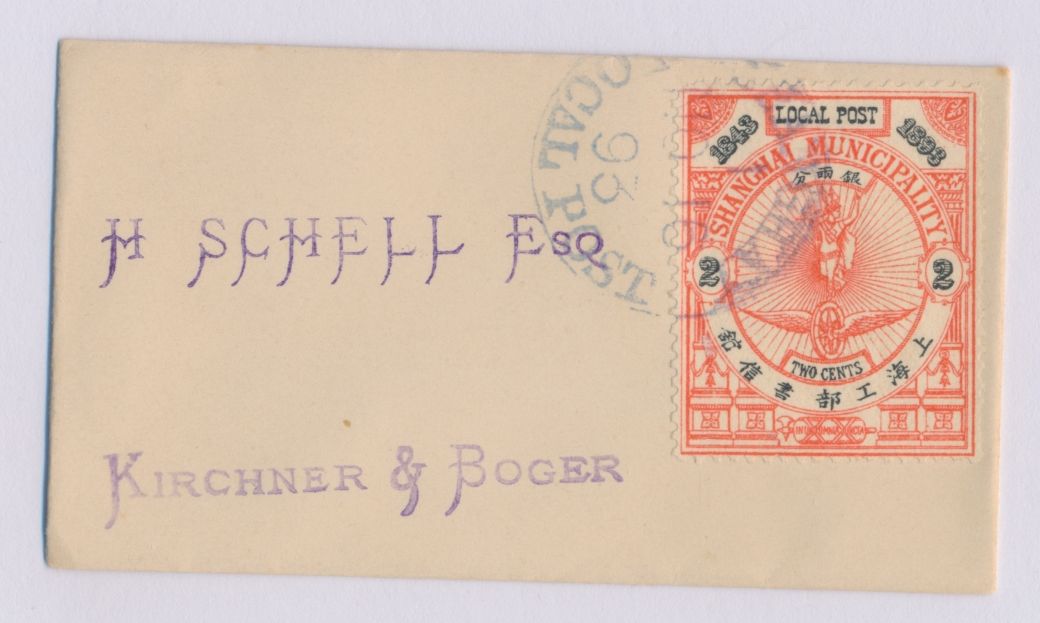 H SCHELL ESQ
KIRCHNER & BOGER
LOCAL POST
93
LOCAL POST
1843
1893
SHANGHAI MUNICIPALITY
分兩銀
2
2
TWO CENTS
上海工部書信館